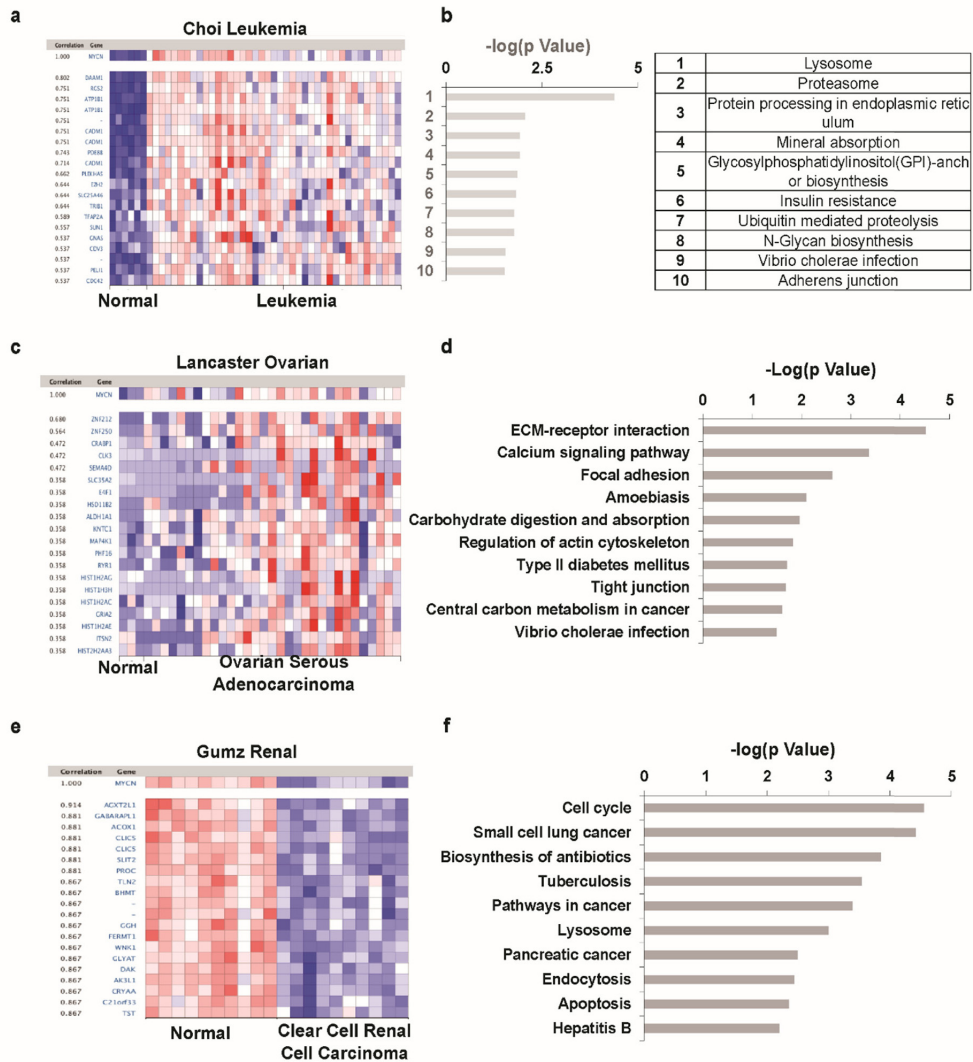 a
Choi Leukemia
Correlation Gene
1.000 MYCN
0.802 DAAM1
0.751 RGS2
0.751 ATP1B1
0.751 ATP1B1
0.751 -
0.751 CADM1
0.751 CADM1
0.743 PDE8B
0.714 CADM1
0.662
0.644 EZH2
0.644 SLC25A46
0.644 TRIB1
0.589 TFAP2A
0.557 SUN1
0.537 GNAS
0.537 CDV3
0.537 -
0.537 PELI1
0.537 CDC42
Normal Leukemia
b
-log(p Value)
0 2.5 5
1
2
3
4
5
6
7
8
9
10
1 Lysosome
2 Proteasome
3 Protein processing in endoplasmic retic
ulum
4 Mineral absorption
5 Glycosylphosphatidylinositol(GPI)-anch
or biosynthesis
6 Insulin resistance
7 Ubiquitin mediated proteolysis
8 N-Glycan biosynthesis
9 Vibrio cholerae infection
10 Adherens junction
c
Lancaster Ovarian
Correlation Gene
1.000 MYCN
0.680 ZNF212
0.564 ZNF250
0.472 CRABP1
0.472 CLK3
0.472 SEMA4D
0.358 SLC35A2
0.358 E4F1
0.358 HSD11B2
0.358 ALDH1A1
0.358 KNTC1
0.358 MAP4K1
0.358 PHF16
0.358 RYR1
0.358 HIST1H2AG
0.358 HIST1H3H
0.358 HIST1H2AC
0.358 GRIA2
0.358 HIST1H2AE
0.358 ITSN2
0.358 HIST2H2AA3
Normal Ovarian Serous
Adenocarcinoma
d
-Log(p Value)
0 1 2 3 4 5
ECM-receptor interaction
Calcium signaling pathway
Focal adhesion
Amoebiasis
Carbohydrate digestion and absorption
Regulation of actin cytoskeleton
Type II diabetes mellitus
Tight junction
Central carbon metabolism in cancer
Vibrio cholerae infection
e
Gumz Renal
Correlation Gene
1.000 MYCN
0.914 AGXT2L1
0.881 GABARAPL1
0.881 ACOX1
0.881 CLIC5
0.881 CLIC5
0.881 SLIT2
0.881 PROC
0.867 TLN2
0.867 BHMT
0.867 -
0.867 -
0.867 GGH
0.867 FERMT1
0.867 WNK1
0.867 GLYAT
0.867 DAK
0.867 AK3L1
0.867 CRYAA
0.867 C21orf33
0.867 TST
Normal Clear Cell Renal
Cell Carcinoma
f
-log(p Value)
0 1 2 3 4 5
Cell cycle
Small cell lung cancer
Biosynthesis of antibiotics
Tuberculosis
Pathways in cancer
Lysosome
Pancreatic cancer
Endocytosis
Apoptosis
Hepatitis B